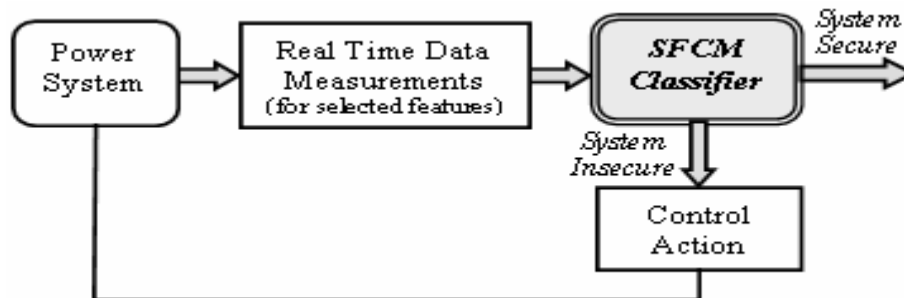 Power
System
Real Time Data
Measurements
(for selected features)
SFCM
Classifier
System
Secure
System
Insecure
Control
Action